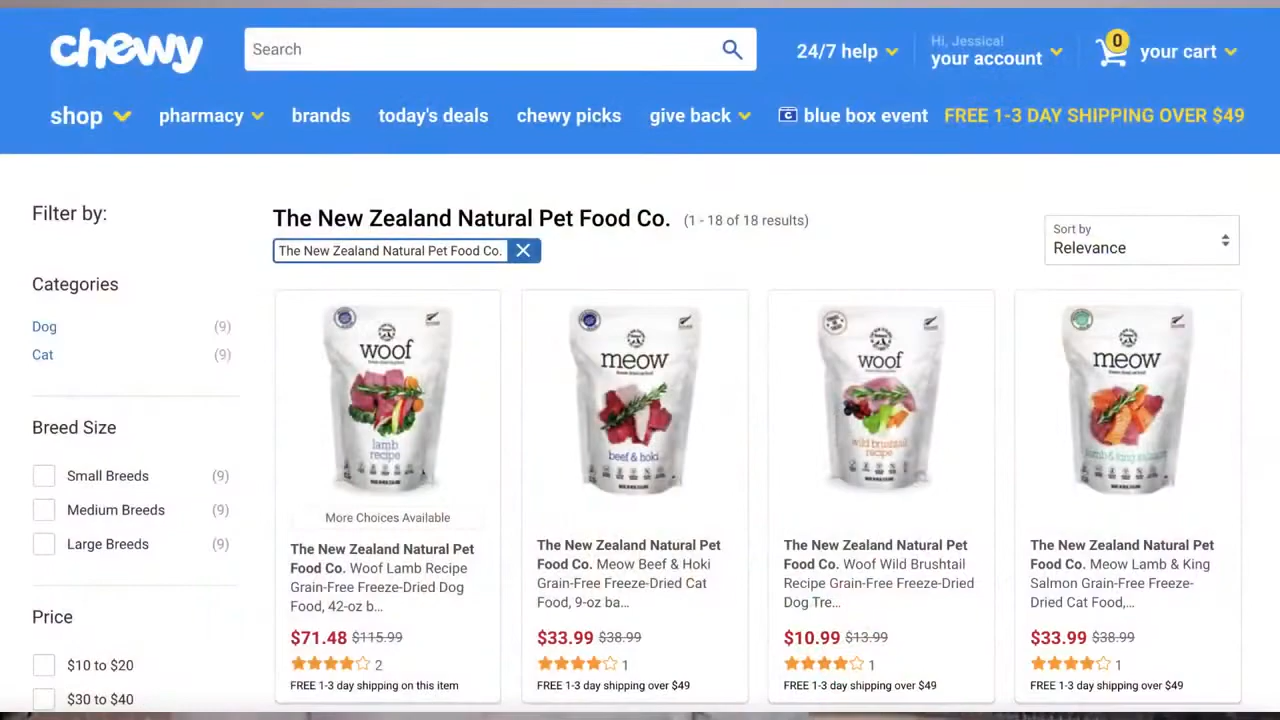 chewy
Search
24/7 help
Hi, Jessica!
your account
0
your cart
shop
pharmacy
brands
today's deals
chewy picks
give back
blue box event
FREE 1-3 DAY SHIPPING OVER $49
Filter by:
Categories
Dog (9)
Cat (9)
Breed Size
Small Breeds (9)
Medium Breeds (9)
Large Breeds (9)
Price
$10 to $20
$30 to $40
The New Zealand Natural Pet Food Co. (1 - 18 of 18 results)
The New Zealand Natural Pet Food Co.
Sort by
Relevance
woof
lamb
recipe
More Choices Available
The New Zealand Natural Pet
Food Co. Woof Lamb Recipe
Grain-Free Freeze-Dried Dog
Food, 42-oz b...
$71.48 $115.99
2
FREE 1-3 day shipping on this item
meow
beef & hoki
The New Zealand Natural Pet
Food Co. Meow Beef & Hoki
Grain-Free Freeze-Dried Cat
Food, 9-oz ba...
$33.99 $38.99
1
FREE 1-3 day shipping over $49
woof
wild brushtail
recipe
The New Zealand Natural Pet
Food Co. Woof Wild Brushtail
Recipe Grain-Free Freeze-Dried
Dog Tre...
$10.99 $13.99
1
FREE 1-3 day shipping over $49
meow
lamb & king salmon
The New Zealand Natural Pet
Food Co. Meow Lamb & King
Salmon Grain-Free Freeze-
Dried Cat Food,...
$33.99 $38.99
1
FREE 1-3 day shipping over $49